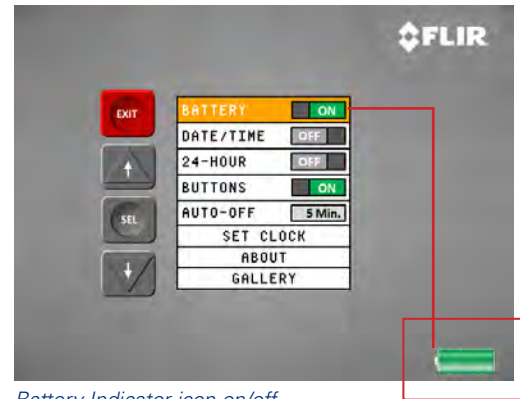 FLIR
EXIT
BATTERY ON
DATE/TIME OFF
24-HOUR OFF
BUTTONS ON
SEL
AUTO-OFF 5 Min.
SET CLOCK
ABOUT
GALLERY
Battery Indicator icon on/off